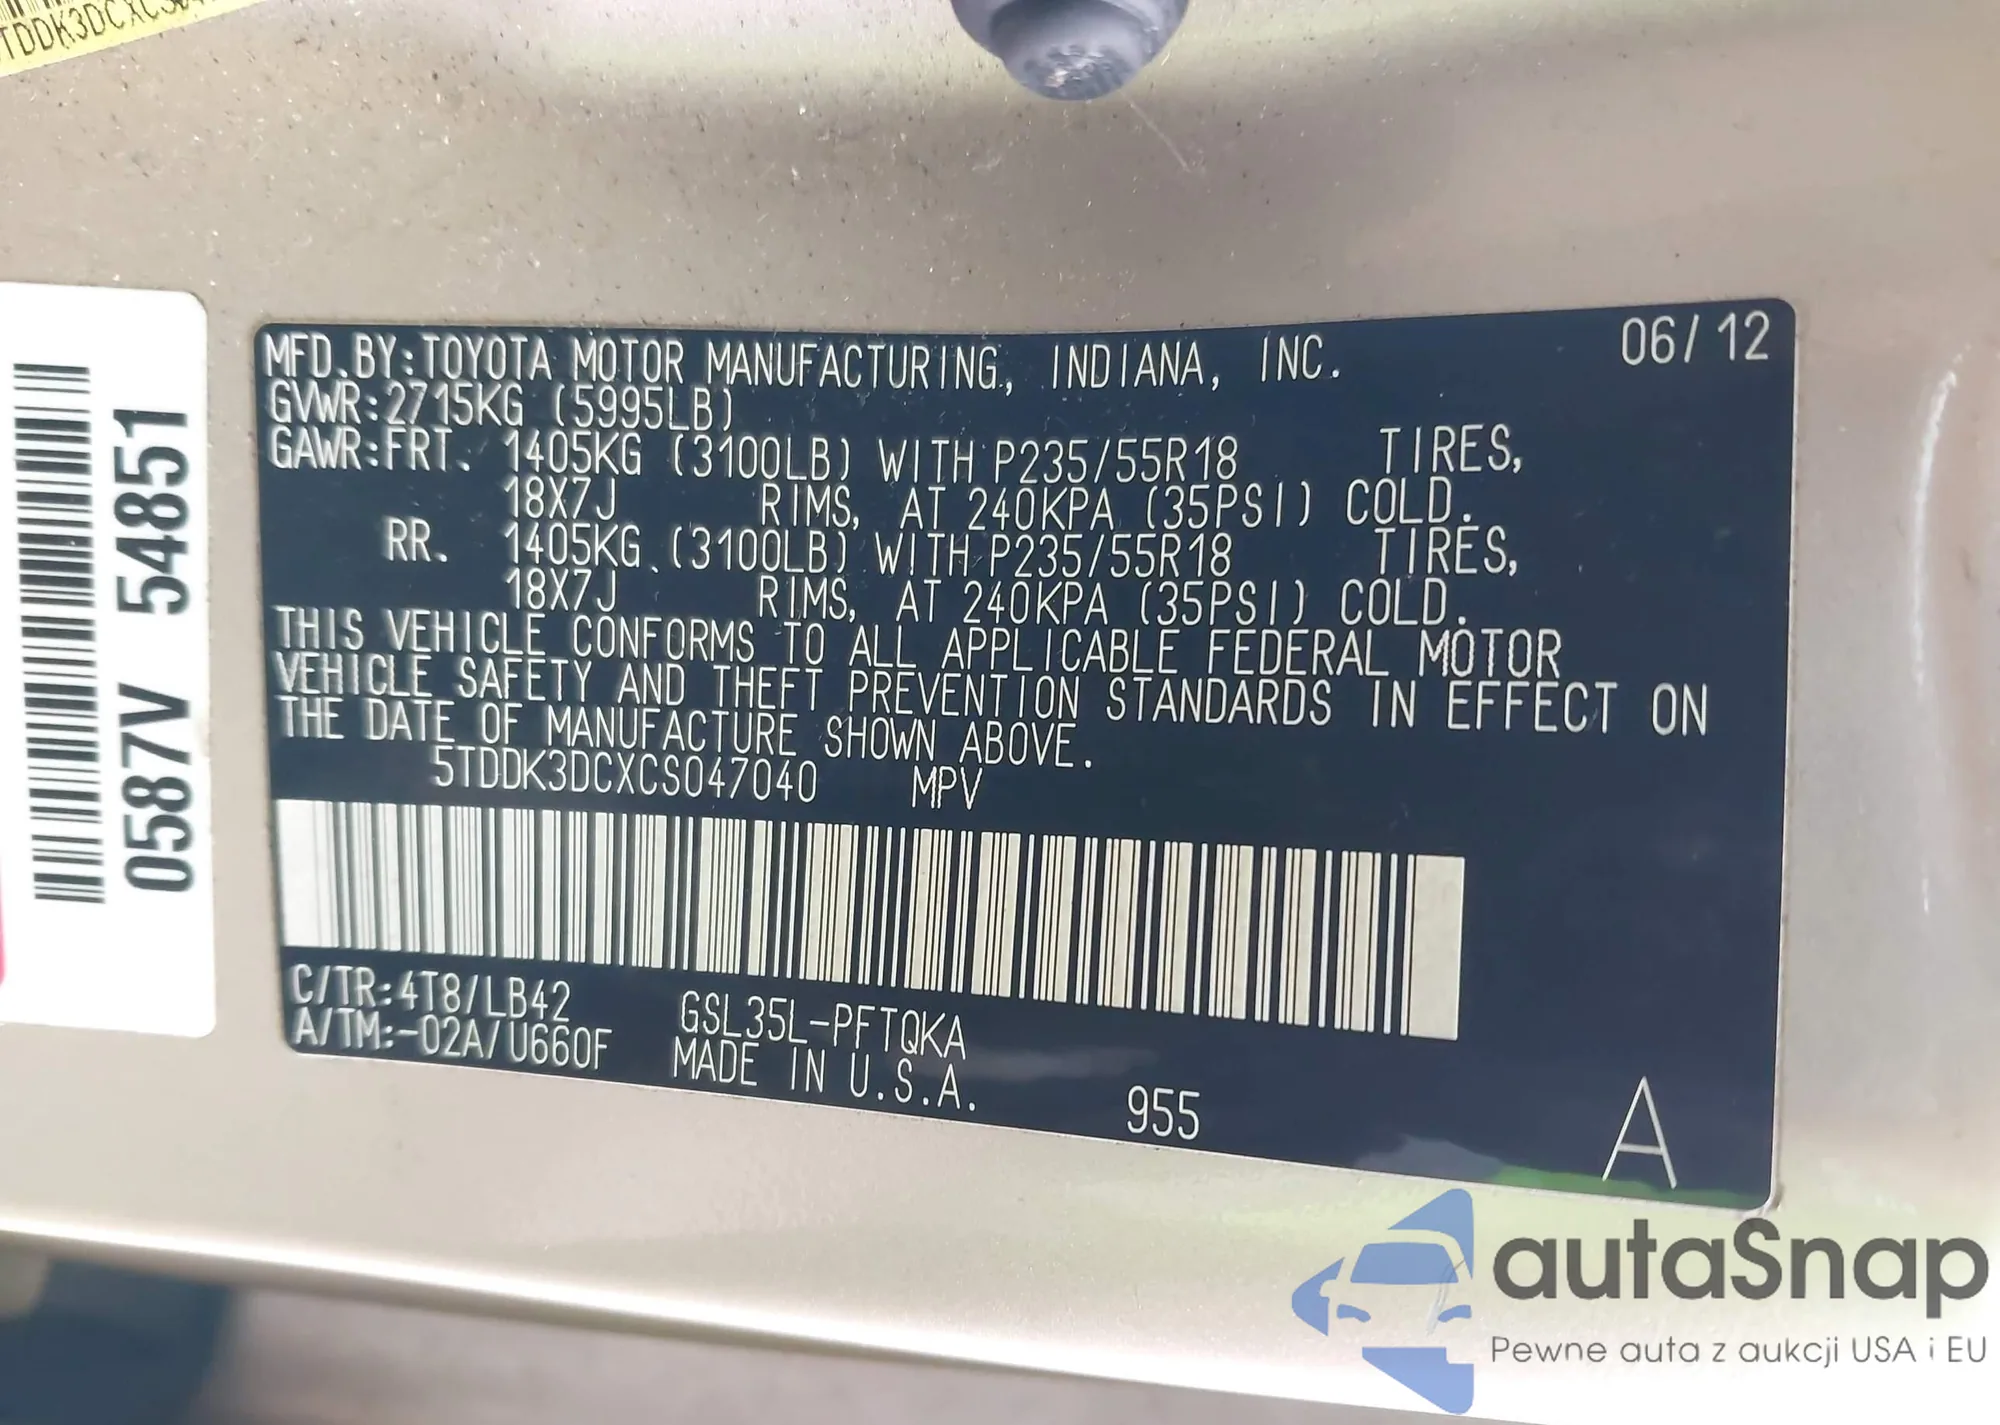 TDDK3DCXCS04
0587V 54851
MFD.BY:TOYOTA MOTOR MANUFACTURING, INDIANA, INC. 06/12
GVWR:2715KG (5995LB)
GAWR:FRT. 1405KG (3100LB) WITH P235/55R18 TIRES,
18X7J RIMS, AT 240KPA (35PSI) COLD.
RR. 1405KG (3100LB) WITH P235/55R18 TIRES,
18X7J RIMS, AT 240KPA (35PSI) COLD.
THIS VEHICLE CONFORMS TO ALL APPLICABLE FEDERAL MOTOR
VEHICLE SAFETY AND THEFT PREVENTION STANDARDS IN EFFECT ON
THE DATE OF MANUFACTURE SHOWN ABOVE.
5TDDK3DCXCS047040 MPV
C/TR:4T8/LB42 GSL35L-PFTQKA
A/TM:-02A/U660F MADE IN U.S.A. 955 A
autaSnap
Pewne auta z aukcji USA i EU